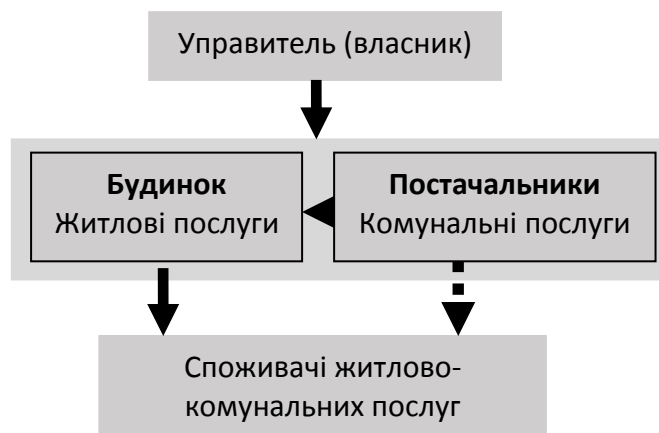 Управитель (власник)
Будинок
Житлові послуги
Постачальники
Комунальні послуги
Споживачі житлово-
комунальних послуг